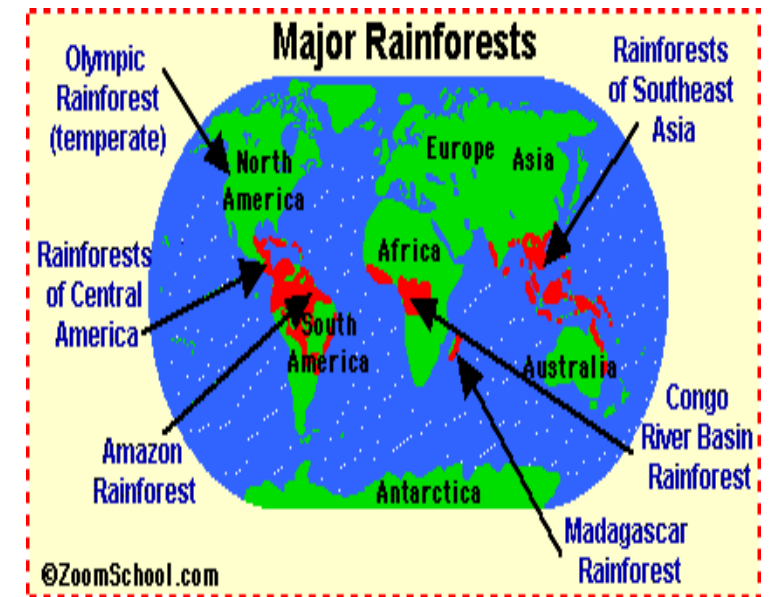 Major Rainforests
Olympic
Rainforest
(temperate)
Rainforests
of Southeast
Asia
North
America
Europe
Asia
Africa
Rainforests
of Central
America
South
America
Australia
Congo
River Basin
Rainforest
Amazon
Rainforest
Antarctica
Madagascar
Rainforest
©ZoomSchool.com